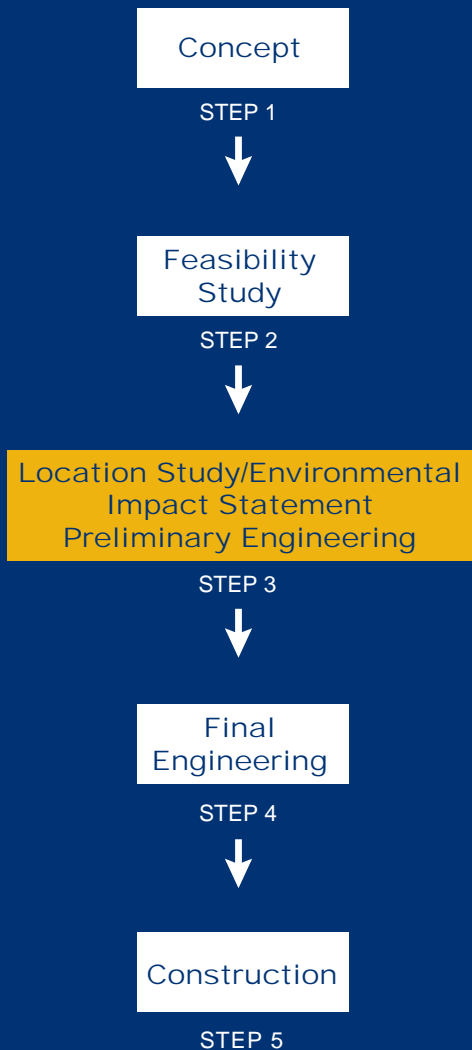 Concept
STEP 1
Feasibility
Study
STEP 2
Location Study/Environmental
Impact Statement
Preliminary Engineering
STEP 3
Final
Engineering
STEP 4
Construction
STEP 5